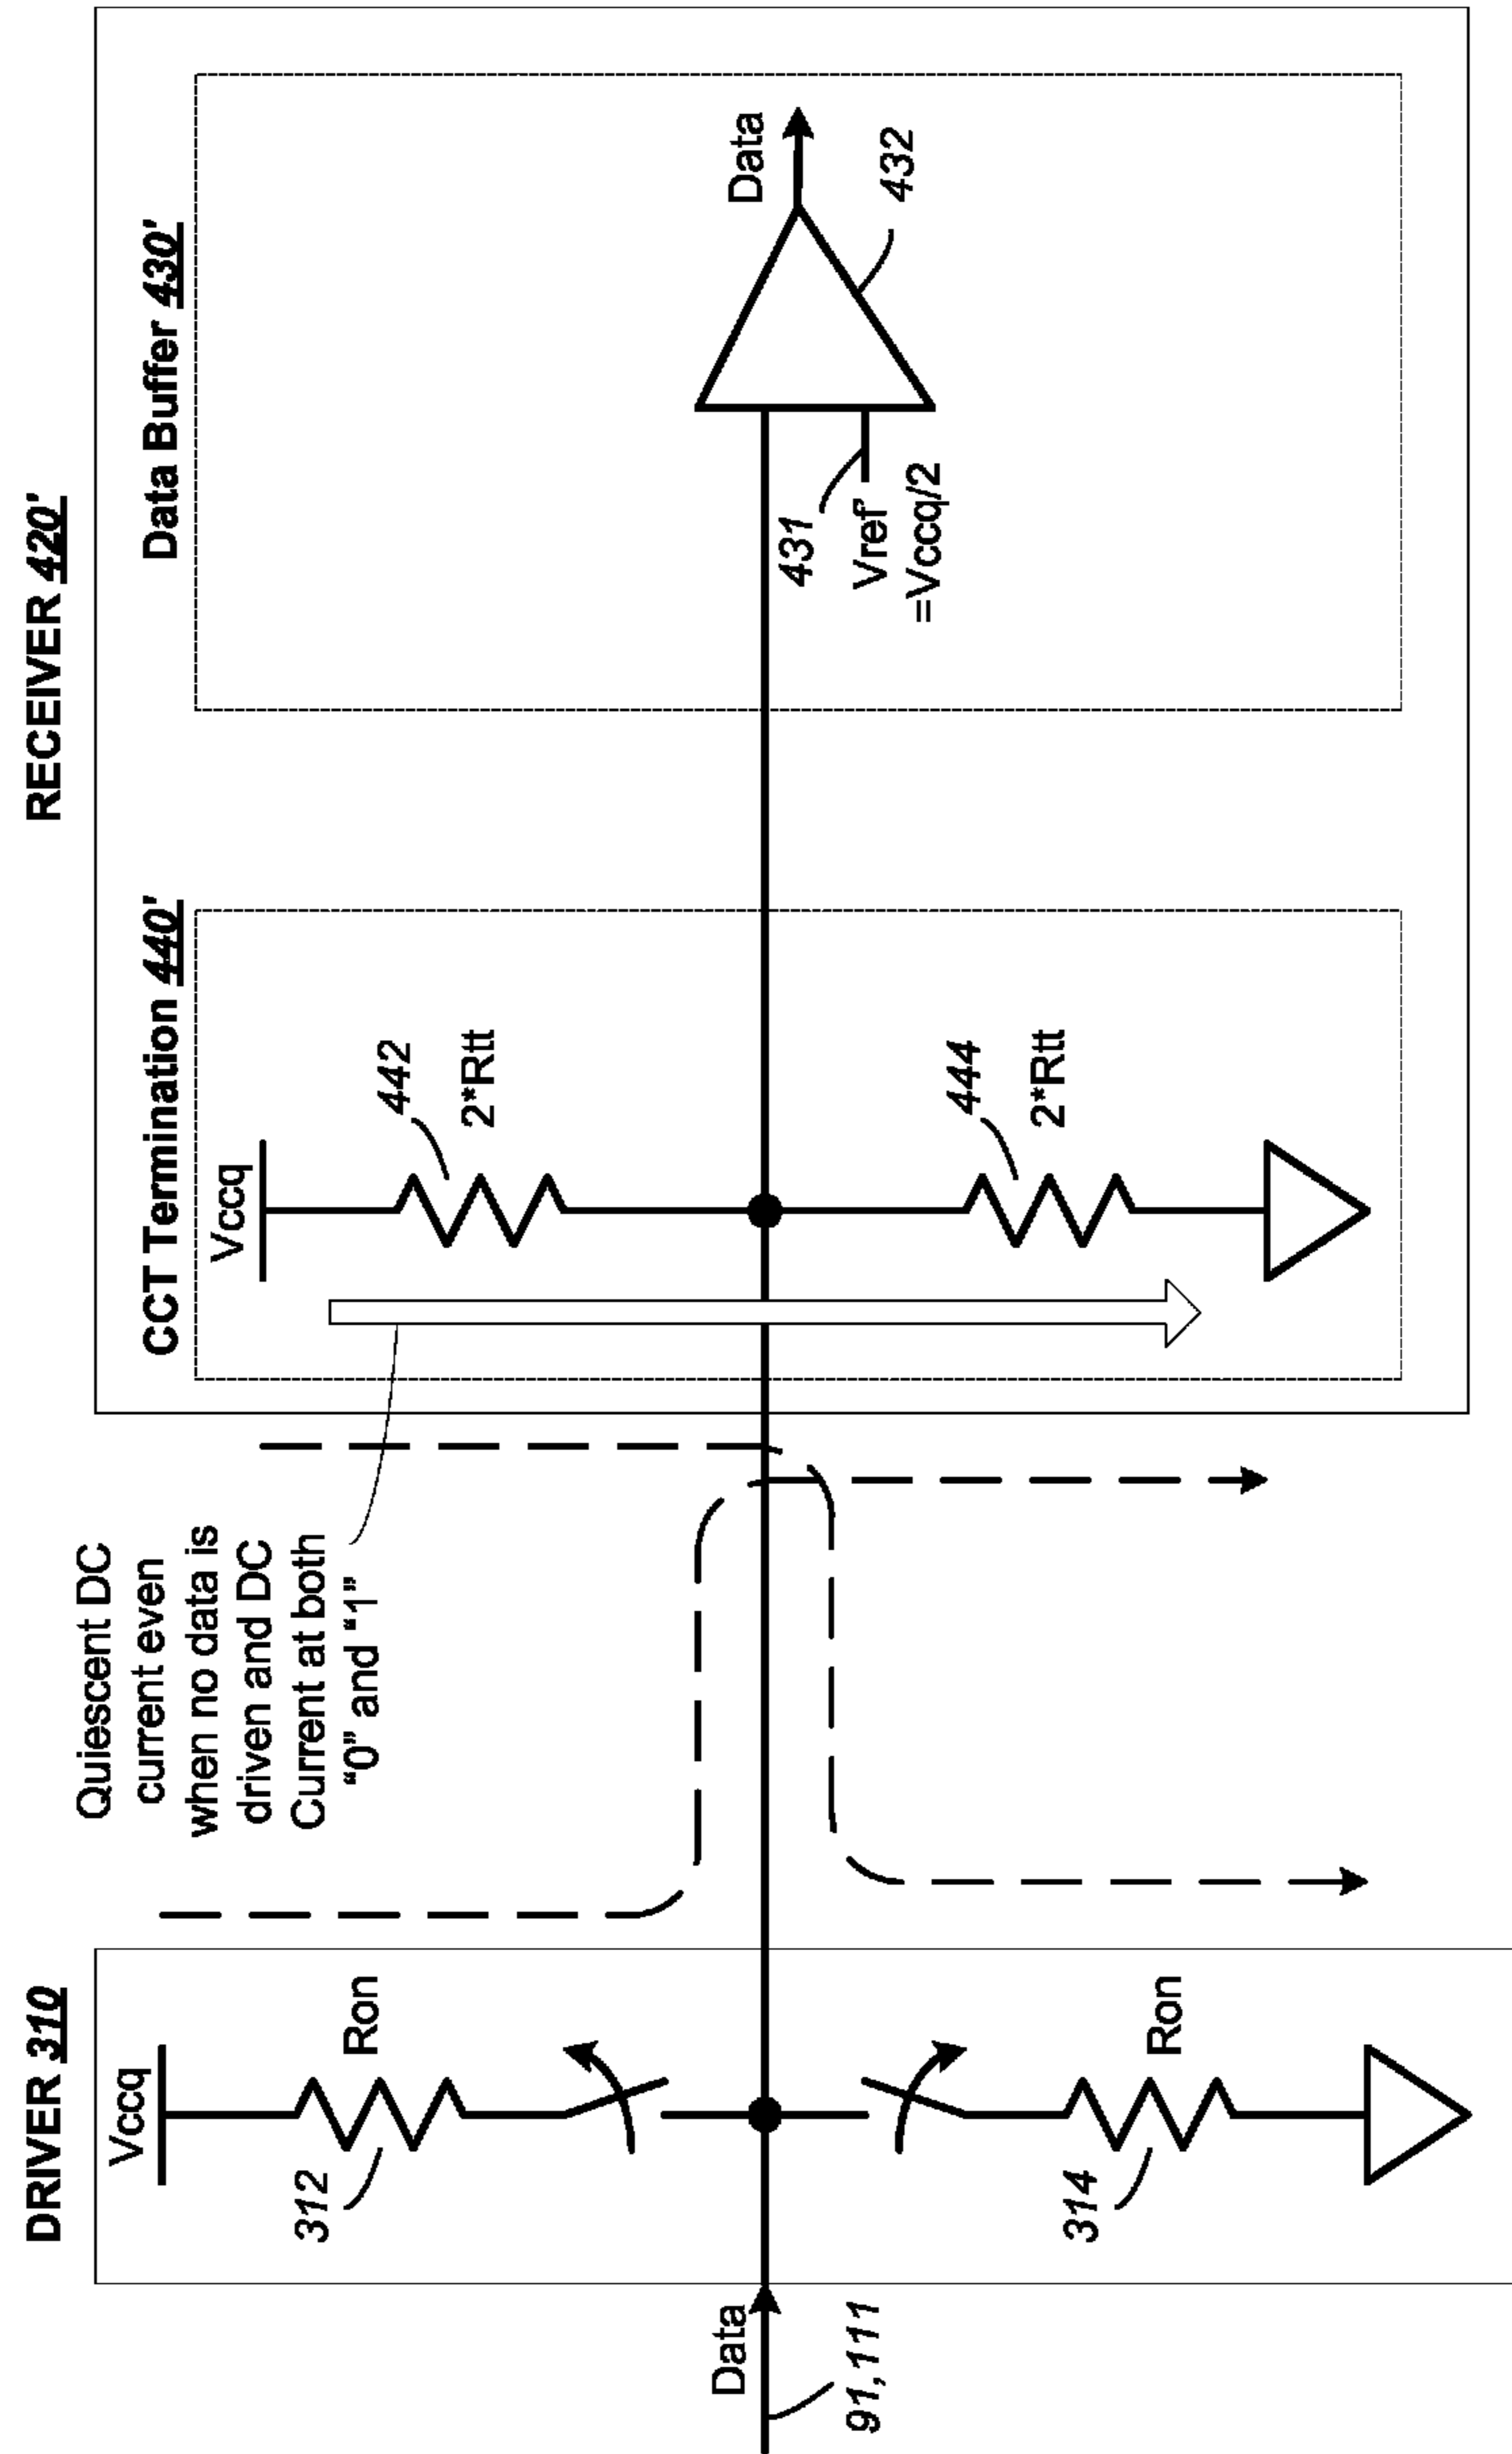 RECEIVER 420'
DRIVER 310
CCT Termination 440'
Data Buffer 430'
Quiescent DC
current even
when no data is
driven and DC
Current at both
“0” and “1”
Vccq
312
Ron
Vccq
442
2*Rtt
Data
91,111
314
Ron
444
2*Rtt
431
Vref'
=Vccq/2
Data
432